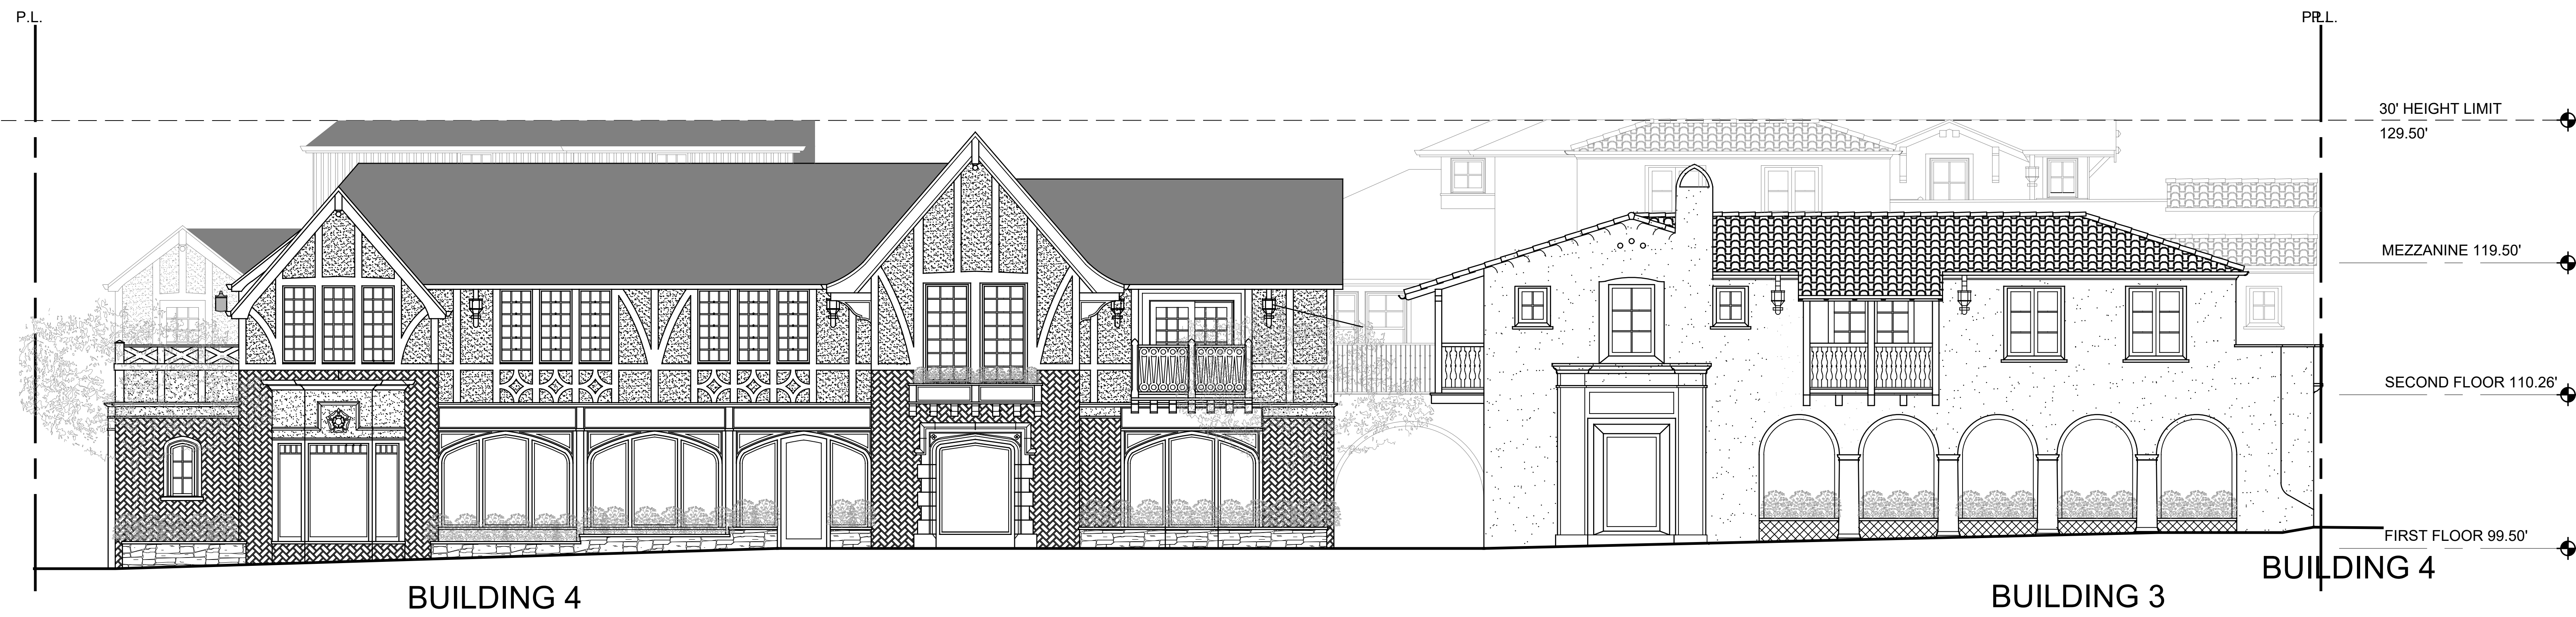 P.L.
P.L.
P.L.
30' HEIGHT LIMIT
129.50'
MEZZANINE 119.50'
SECOND FLOOR 110.26'
FIRST FLOOR 99.50'
BUILDING 4
BUILDING 4
BUILDING 3